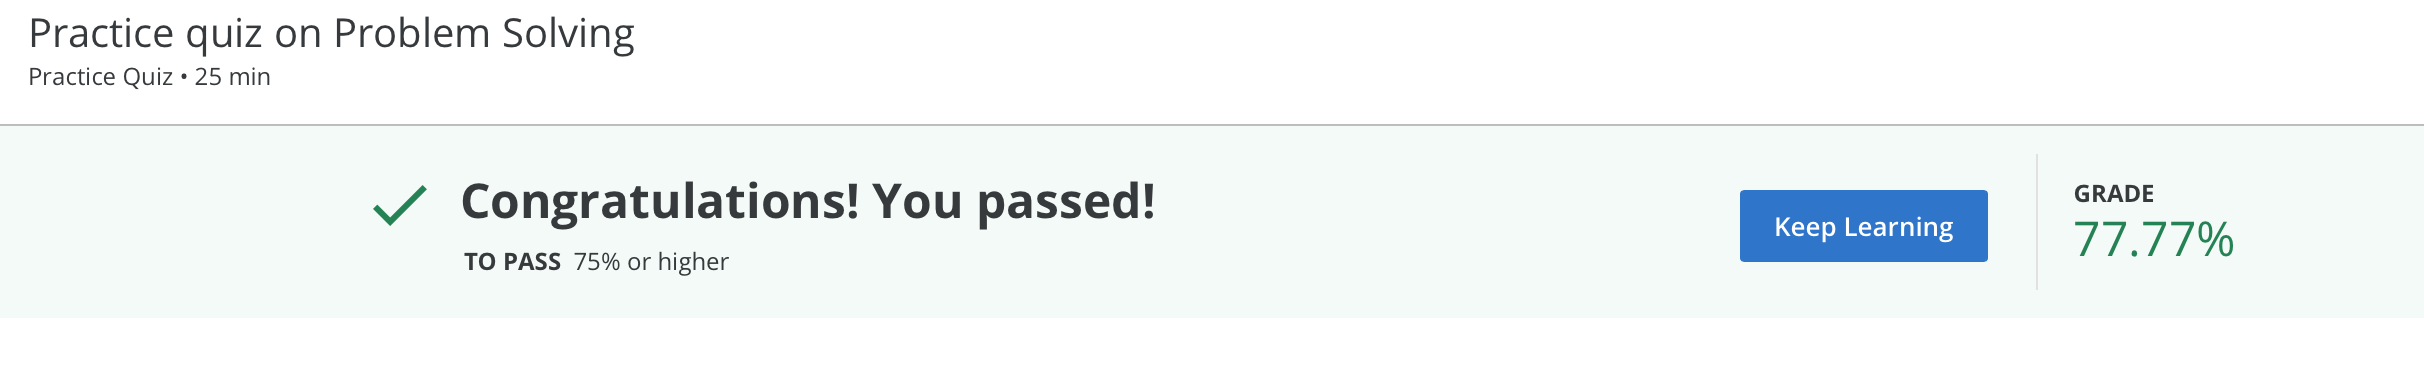 Practice quiz on Problem Solving
Practice Quiz • 25 min
Congratulations! You passed!
TO PASS 75% or higher
Keep Learning
GRADE
77.77%